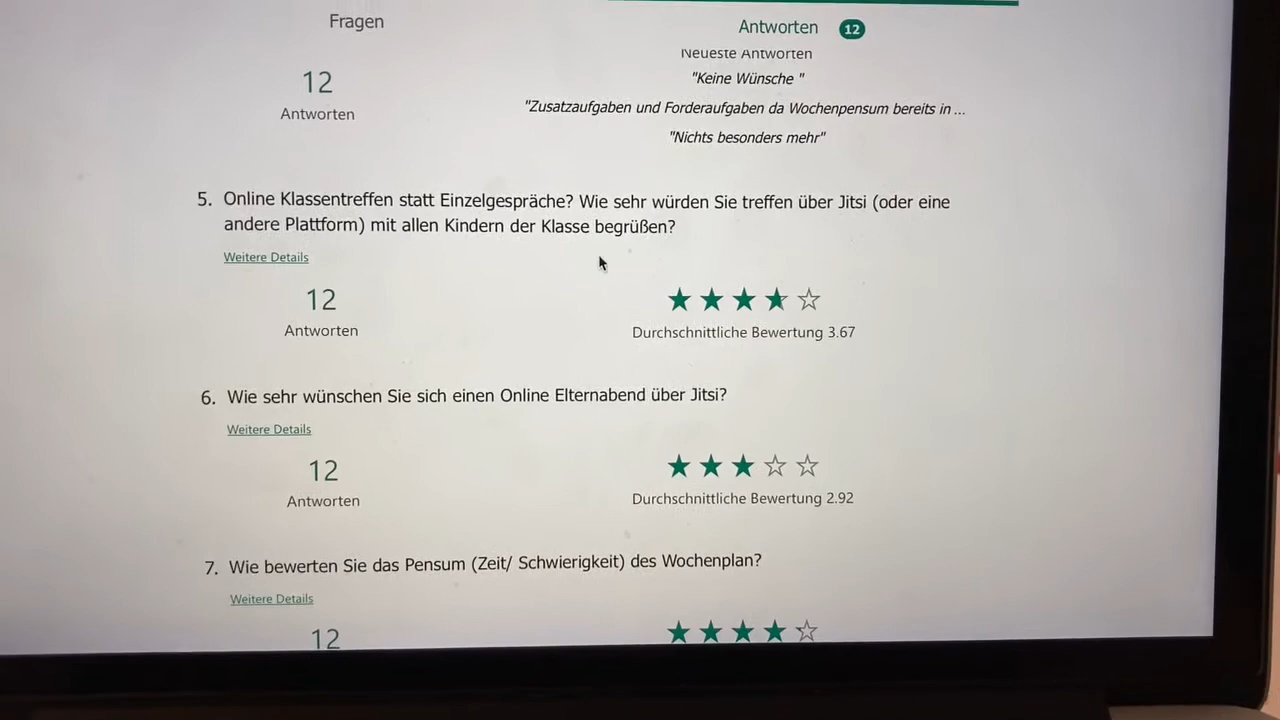 Fragen
Antworten 12
12
Antworten
Neueste Antworten
"Keine Wünsche "
"Zusatzaufgaben und Forderaufgaben da Wochenpensum bereits in ...
"Nichts besonders mehr"
5. Online Klassentreffen statt Einzelgespräche? Wie sehr würden Sie treffen über Jitsi (oder eine
andere Plattform) mit allen Kindern der Klasse begrüßen?
Weitere Details
12
Antworten
Durchschnittliche Bewertung 3.67
6. Wie sehr wünschen Sie sich einen Online Elternabend über Jitsi?
Weitere Details
12
Antworten
Durchschnittliche Bewertung 2.92
7. Wie bewerten Sie das Pensum (Zeit/ Schwierigkeit) des Wochenplan?
Weitere Details
12